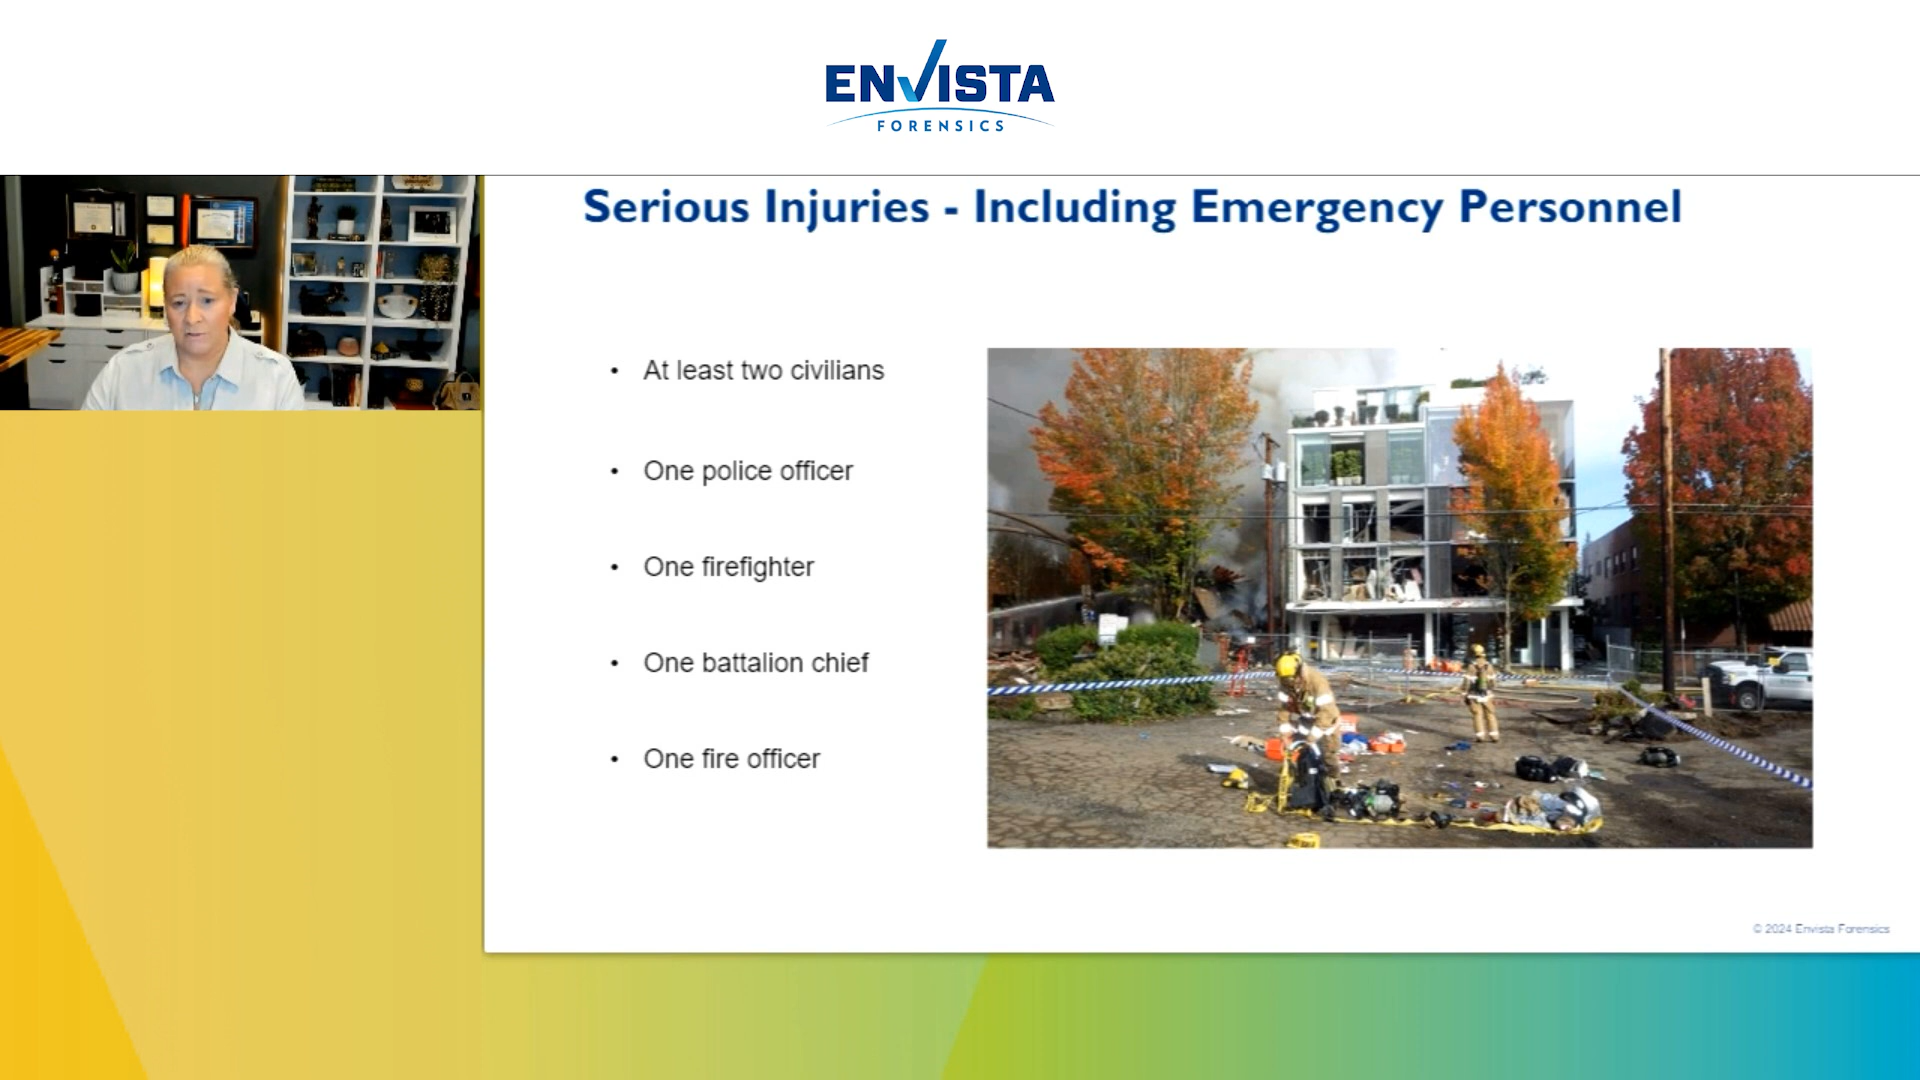 ENVISTA
FORENSICS
Serious Injuries - Including Emergency Personnel
• At least two civilians
• One police officer
• One firefighter
• One battalion chief
• One fire officer
© 2024 Envista Forensics